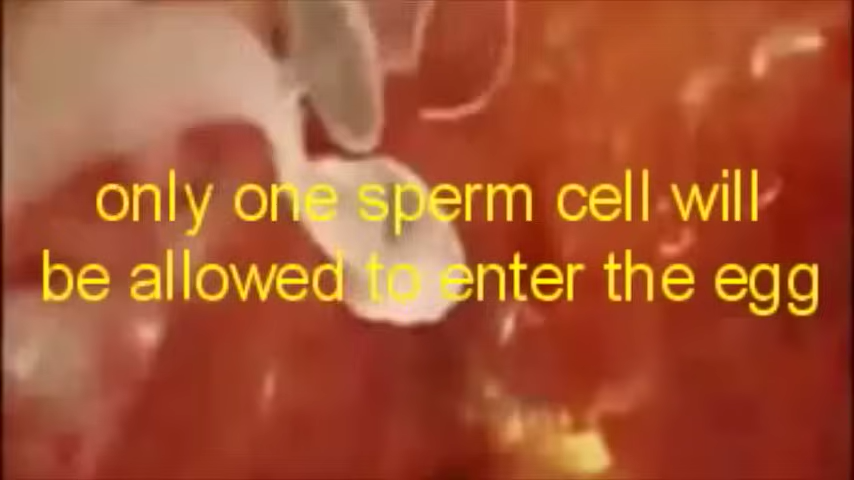 only one sperm cell will
be allowed to enter the egg